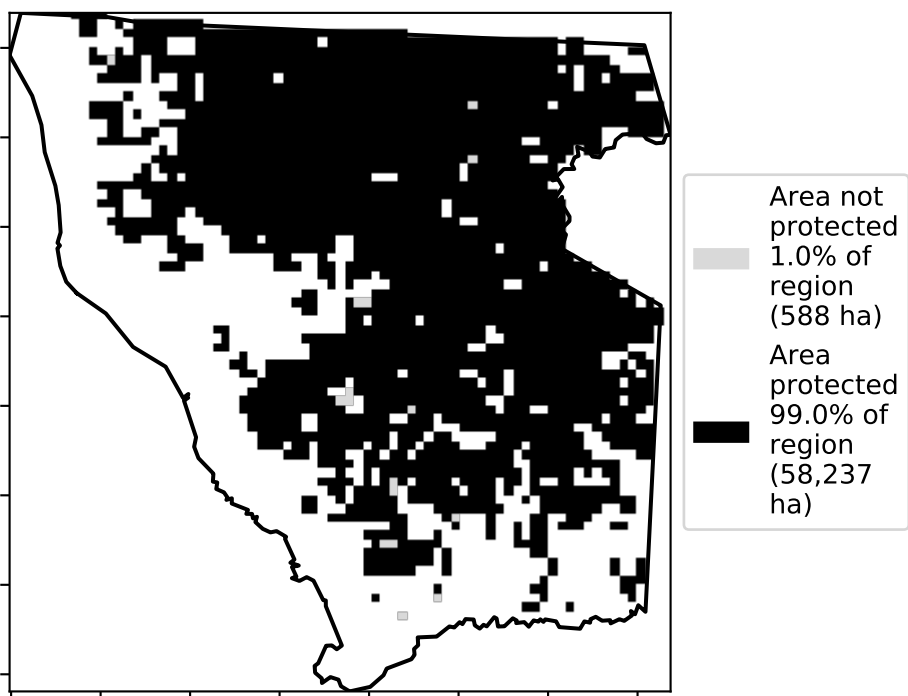 Area not
protected
1.0% of
region
(588 ha)
Area
protected
99.0% of
region
(58,237
ha)